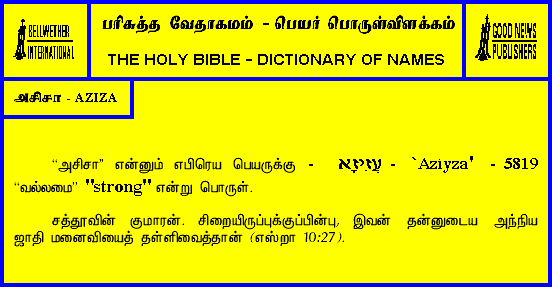 BELLWETHER
INTERNATIONAL
பரிசுத்த வேதாகமம் - பெயர் பொருள்விளக்கம்
THE HOLY BIBLE - DICTIONARY OF NAMES
GOOD NEWS
PUBLISHERS
அசிசா - AZIZA
“அசிசா” என்னும் எபிரெய பெயருக்கு - עֲזִיזָא - `Aziyza' - 5819
“வல்லமை” "strong" என்று பொருள்.
சத்தூவின் குமாரன். சிறையிருப்புக்குப்பின்பு, இவன் தன்னுடைய அந்நிய
ஜாதி மனைவியைத் தள்ளிவைத்தான் (எஸ்றா 10:27).